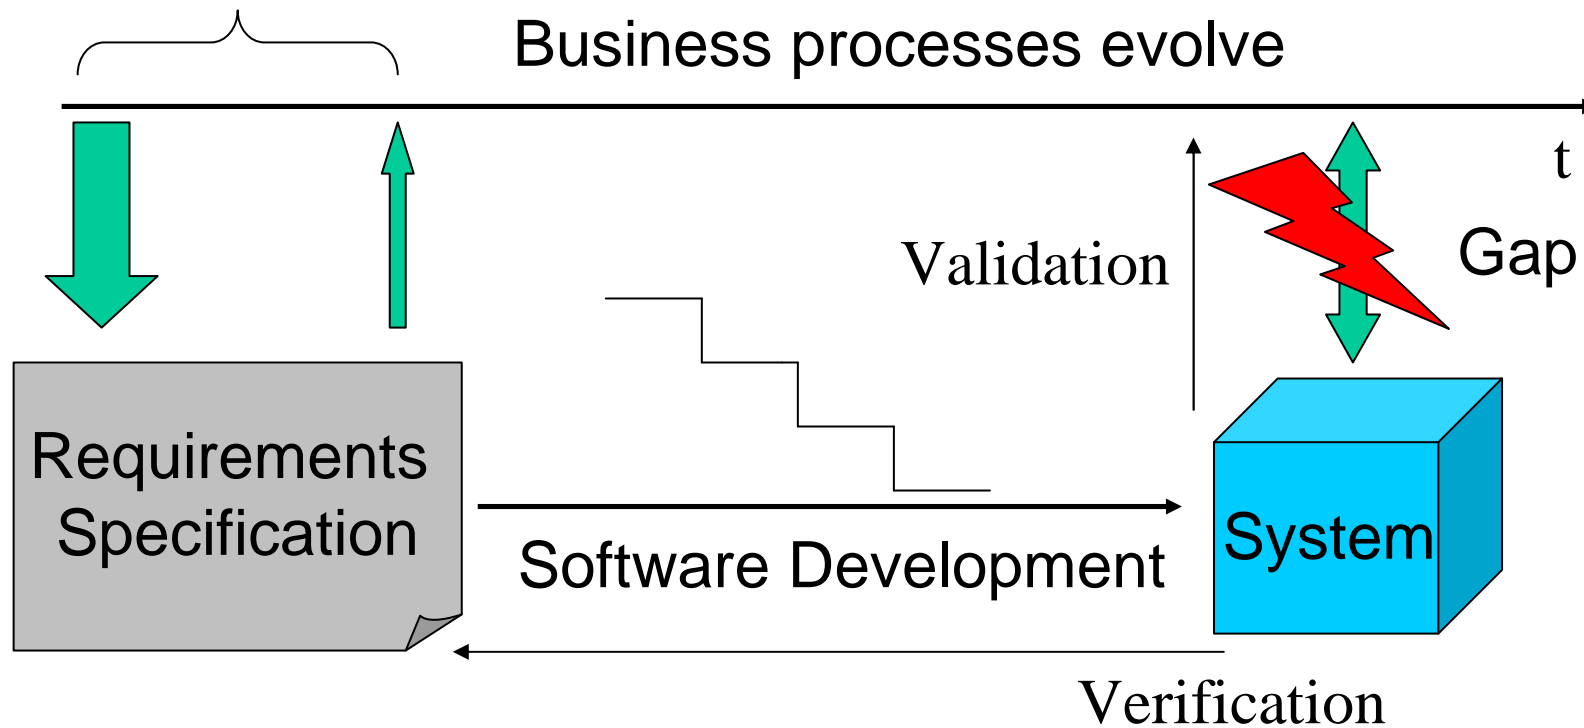 Business processes evolve
t
Validation
Gap
Requirements
Specification
System
Software Development
Verification